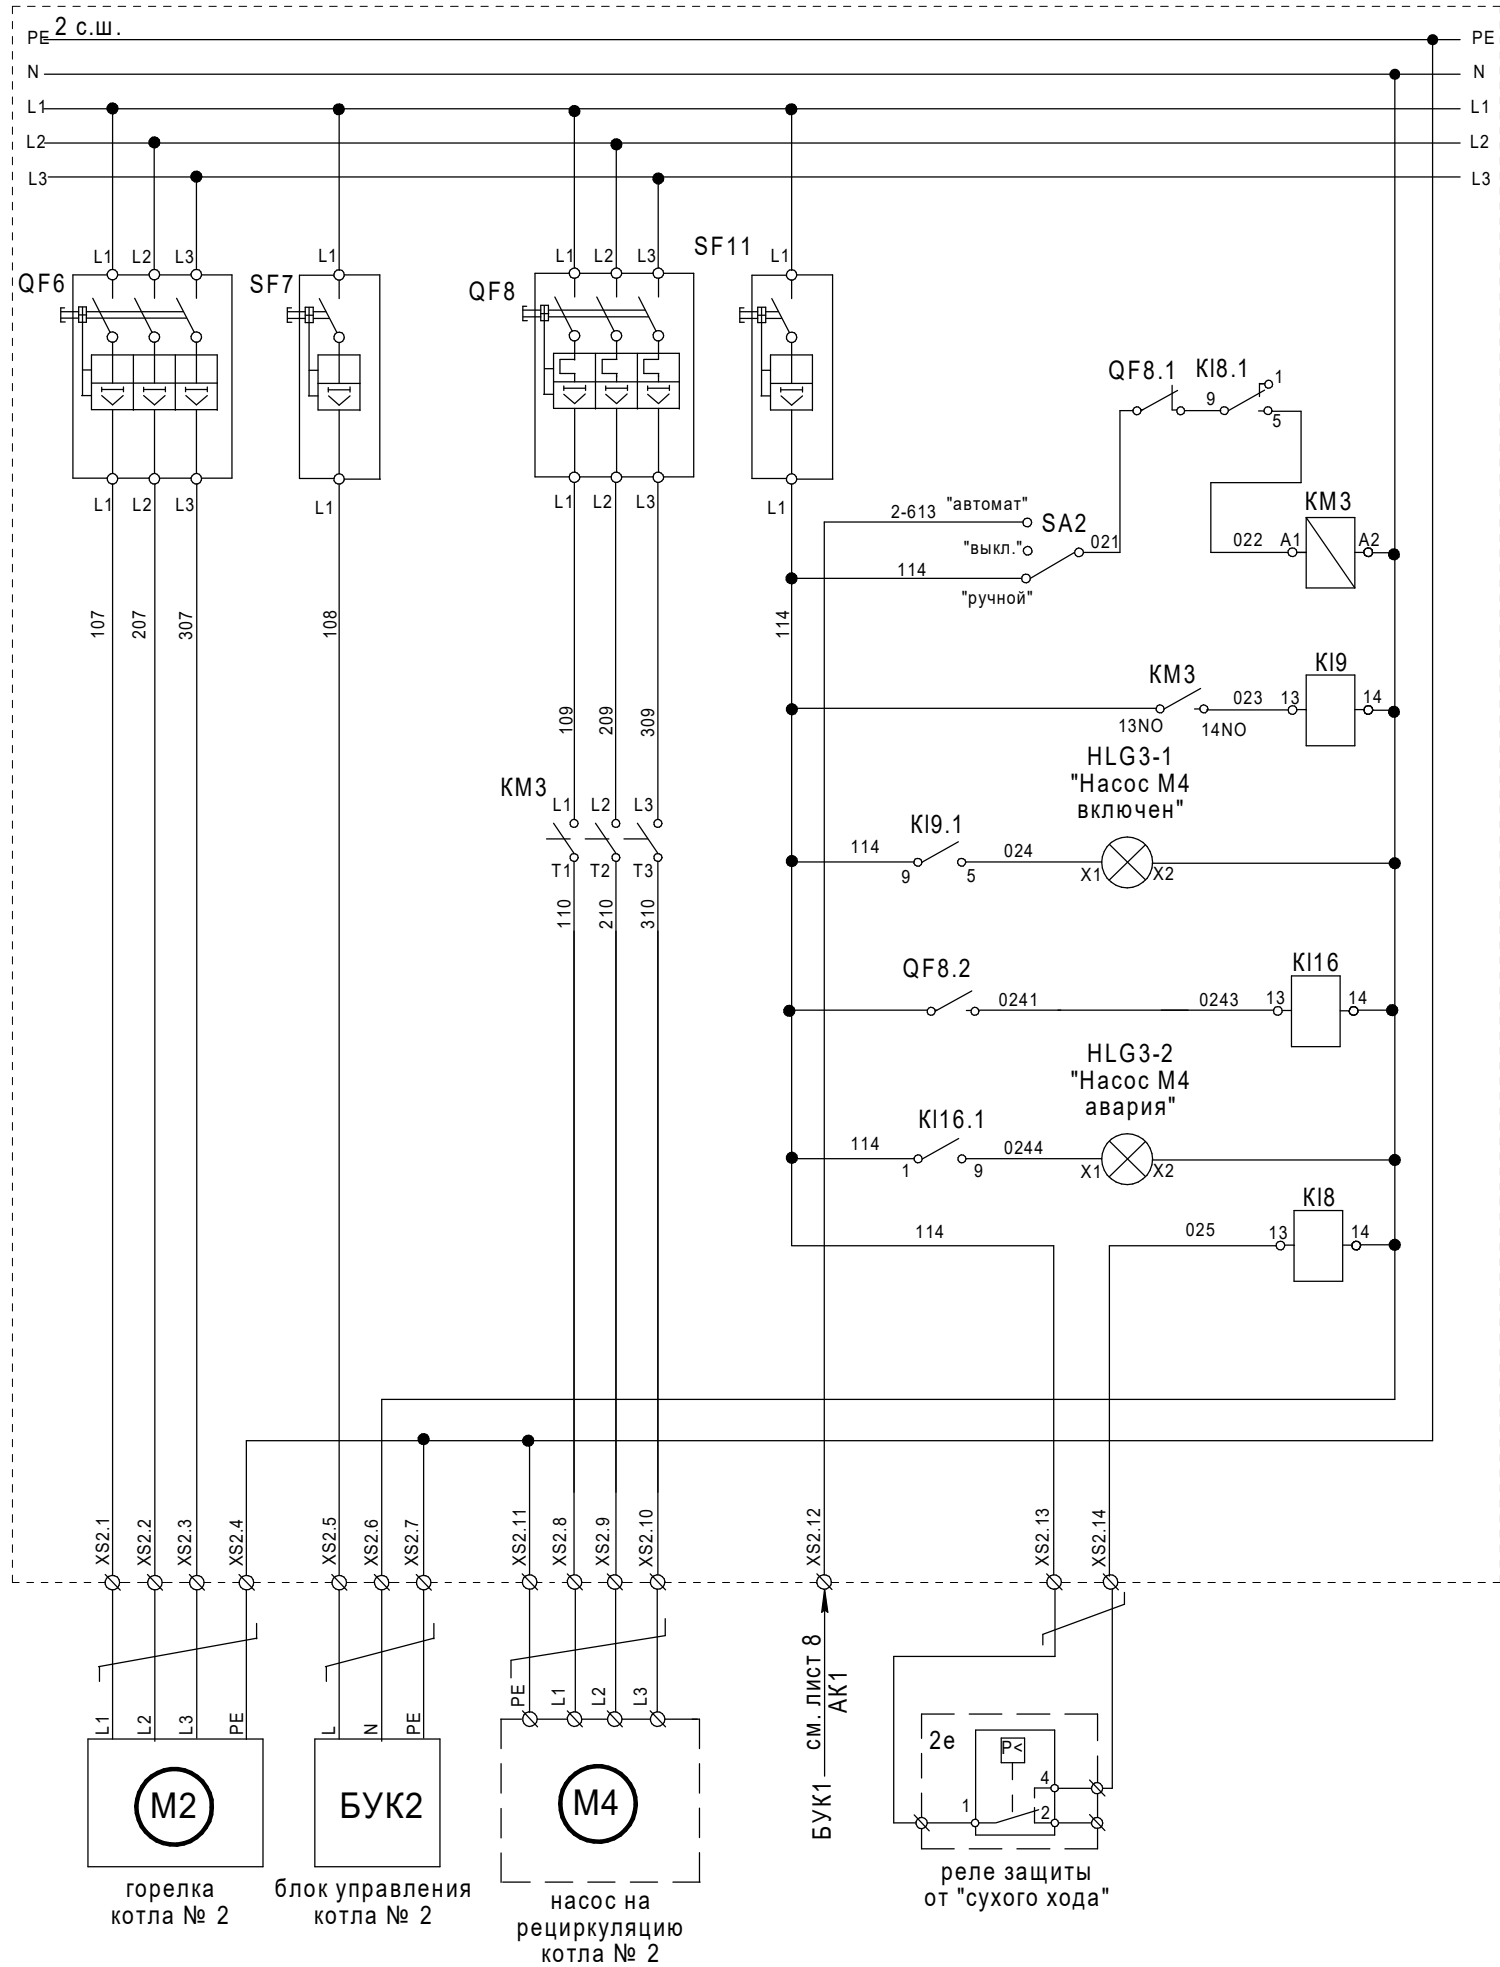 2 с.ш.
PE PE
N N
L1 L1
L2 L2
L3 L3
L1 L2 L3 L1 L1 L2 L3 L1
QF6 SF7 QF8 SF11
QF8.1 KI8.1
9 1
5
L1 L2 L3 L1 L1 L2 L3 L1
2-613 "автомат"
SA2
"выкл."
021
114
"ручной"
KM3
022 A1 A2
107 207 307 108 114
KM3 KI9
023 13 14
13NO 14NO
109 209 309
HLG3-1
"Насос М4
включен"
KM3
L1 L2 L3
T1 T2 T3
110 210 310
KI9.1
114 024
9 5 X1 X2
QF8.2 KI16
0241 0243 13 14
HLG3-2
"Насос М4
авария"
KI16.1
114 0244
1 9 X1 X2
KI8
114 025 13 14
XS2.1 XS2.2 XS2.3 XS2.4 XS2.5 XS2.6 XS2.7 XS2.11 XS2.8 XS2.9 XS2.10 XS2.12 XS2.13 XS2.14
L1 L2 L3 PE L N PE PE L1 L2 L3
БУК1 см. лист 8
АК1
М2 БУК2 М4
2е
P<
1 4
2
горелка
котла № 2
блок управления
котла № 2
насос на
рециркуляцию
котла № 2
реле защиты
от "сухого хода"